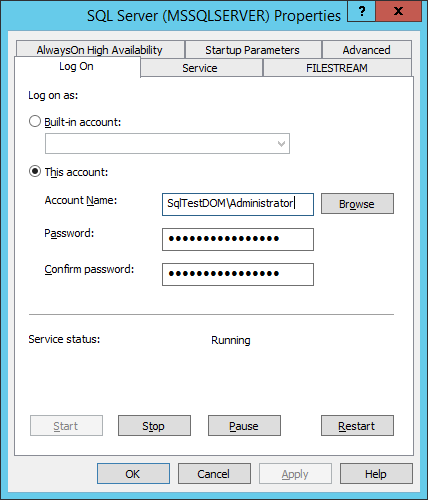 SQL Server (MSSQLSERVER) Properties
? X
AlwaysOn High Availability Startup Parameters Advanced
Log On Service FILESTREAM
Log on as:
Built-in account:
This account:
Account Name: SqlTestDOM\Administrator Browse
Password: ●●●●●●●●●●●●●●●●
Confirm password: ●●●●●●●●●●●●●●●●
Service status: Running
Start Stop Pause Restart
OK Cancel Apply Help